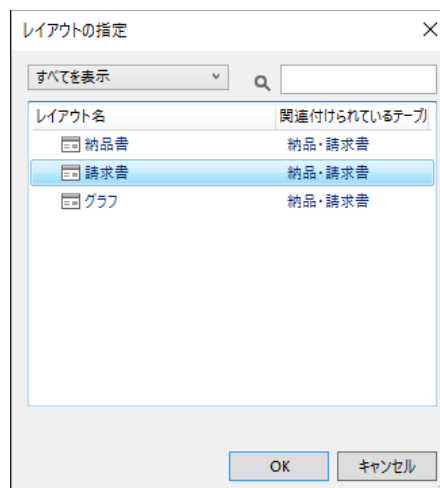 レイアウトの指定
すべてを表示
レイアウト名 関連付けられているテーブル
納品書 納品・請求書
請求書 納品・請求書
グラフ 納品・請求書
OK キャンセル